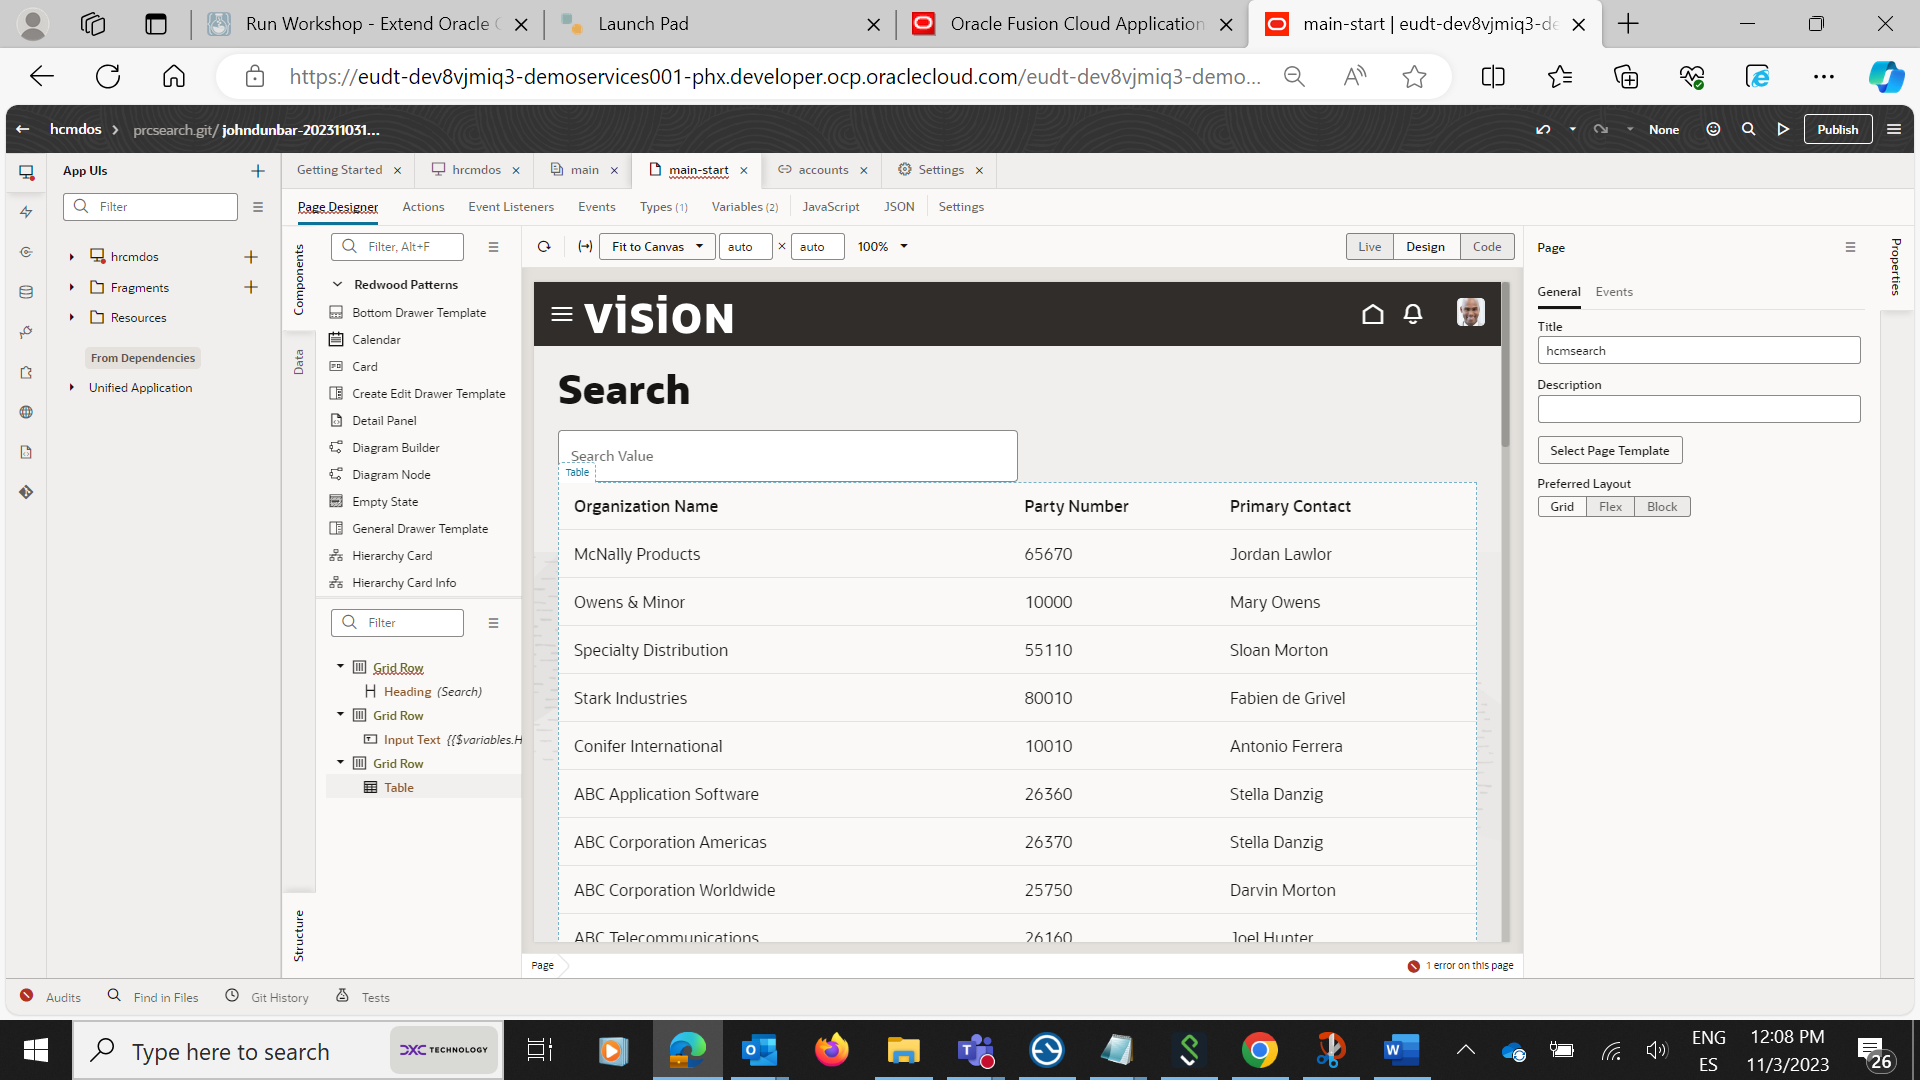 Run Workshop - Extend Oracle C
Launch Pad
Oracle Fusion Cloud Application
main-start | eudt-dev8vjmiq3-de
https://eudt-dev8vjmiq3-demoservices001-phx.developer.ocp.oraclecloud.com/eudt-dev8vjmiq3-demo...
hcmdos
prcsearch.git/ johndunbar-202311031...
None
Publish
App UIs
Filter
hrcmdos
Fragments
Resources
From Dependencies
Unified Application
Getting Started
hrcmdos
main
main-start
accounts
Settings
Page Designer
Actions
Event Listeners
Events
Types (1)
Variables (2)
JavaScript
JSON
Settings
Components
Data
Structure
Filter, Alt+F
Redwood Patterns
Bottom Drawer Template
Calendar
Card
Create Edit Drawer Template
Detail Panel
Diagram Builder
Diagram Node
Empty State
General Drawer Template
Hierarchy Card
Hierarchy Card Info
Filter
Grid Row
Heading (Search)
Grid Row
Input Text {{$variables.H
Grid Row
Table
Fit to Canvas
auto × auto
100%
Live
Design
Code
VISION
Search
Search Value
Table
Organization Name Party Number Primary Contact
McNally Products 65670 Jordan Lawlor
Owens & Minor 10000 Mary Owens
Specialty Distribution 55110 Sloan Morton
Stark Industries 80010 Fabien de Grivel
Conifer International 10010 Antonio Ferrera
ABC Application Software 26360 Stella Danzig
ABC Corporation Americas 26370 Stella Danzig
ABC Corporation Worldwide 25750 Darvin Morton
ABC Telecommunications 26160 Joel Hunter
Page
1 error on this page
Page
Properties
General
Events
Title
hcmsearch
Description
Select Page Template
Preferred Layout
Grid
Flex
Block
Audits
Find in Files
Git History
Tests
Type here to search
DXC TECHNOLOGY
ENG
ES
12:08 PM
11/3/2023
26